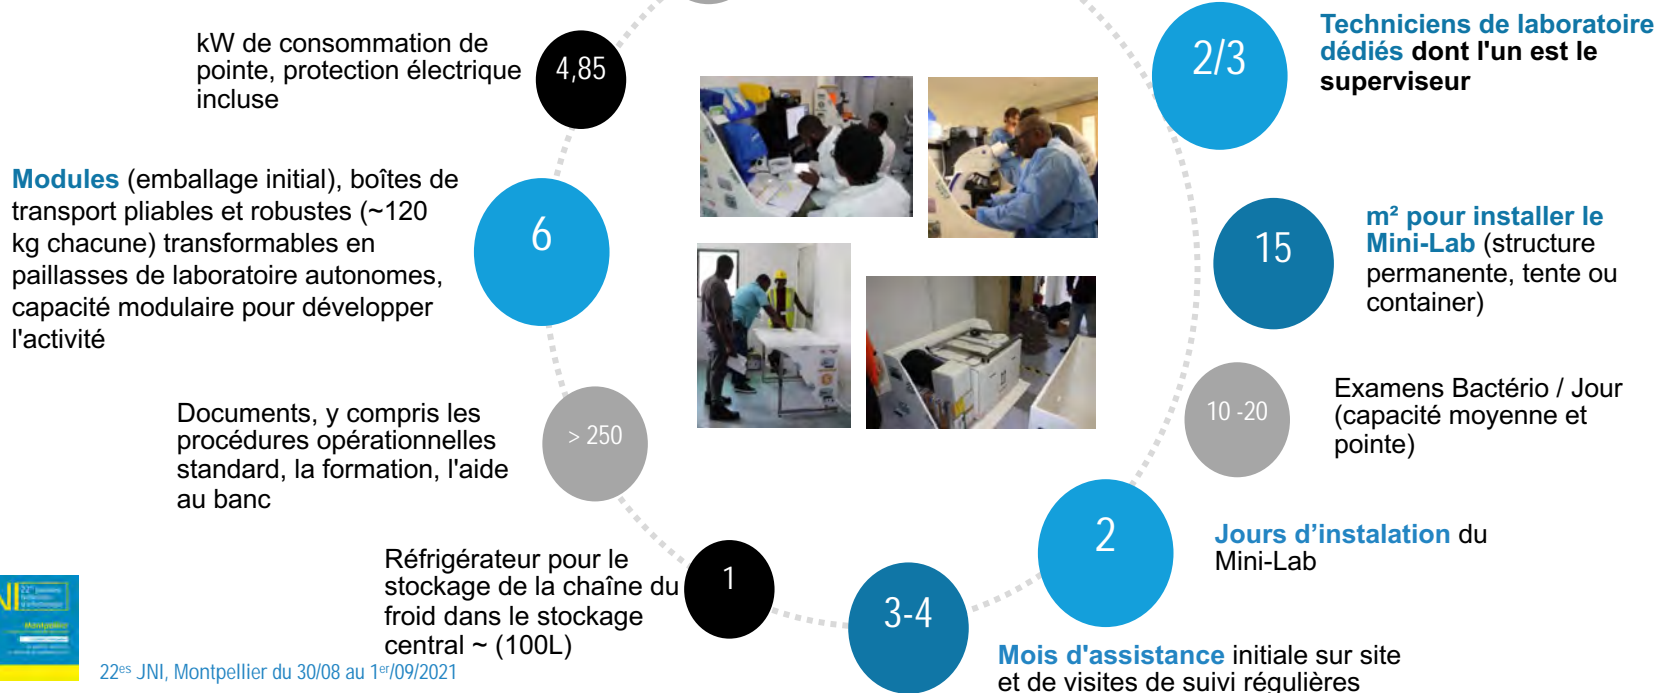 kW de consommation de
pointe, protection électrique
incluse
4,85
Modules (emballage initial), boîtes de
transport pliables et robustes (~120
kg chacune) transformables en
paillasses de laboratoire autonomes,
capacité modulaire pour développer
l'activité
6
Documents, y compris les
procédures opérationnelles
standard, la formation, l'aide
au banc
> 250
Réfrigérateur pour le
stockage de la chaîne du
froid dans le stockage
central ~ (100L)
1
2/3
Techniciens de laboratoire
dédiés dont l'un est le
superviseur
15
m² pour installer le
Mini-Lab (structure
permanente, tente ou
container)
10 -20
Examens Bactério / Jour
(capacité moyenne et
pointe)
2
Jours d’instalation du
Mini-Lab
3-4
Mois d'assistance initiale sur site
et de visites de suivi régulières
NI
Montpellier
22es JNI, Montpellier du 30/08 au 1er/09/2021